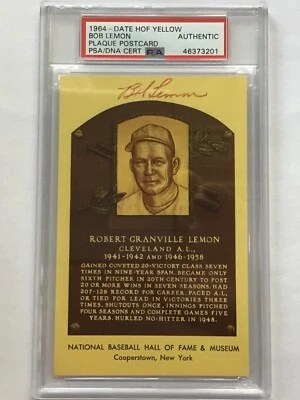 1964 - DATE HOF YELLOW
BOB LEMON AUTHENTIC
PLAQUE POSTCARD
PSA/DNA CERT PSA 46373201
Bob Lemon
ROBERT GRANVILLE LEMON
CLEVELAND A.L.,
1941-1942 AND 1946-1958
GAINED COVETED 20-VICTORY CLASS SEVEN
TIMES IN NINE-YEAR SPAN. BECAME ONLY
SIXTH PITCHER IN 20TH CENTURY TO POST
20 OR MORE WINS IN SEVEN SEASONS. HAD
207-128 RECORD FOR CAREER. PACED A.L.
OR TIED FOR LEAD IN VICTORIES THREE
TIMES, SHUTOUTS ONCE, INNINGS PITCHED
FOUR SEASONS AND COMPLETE GAMES FIVE
YEARS. HURLED NO-HITTER IN 1948.
NATIONAL BASEBALL HALL OF FAME & MUSEUM
Cooperstown, New York